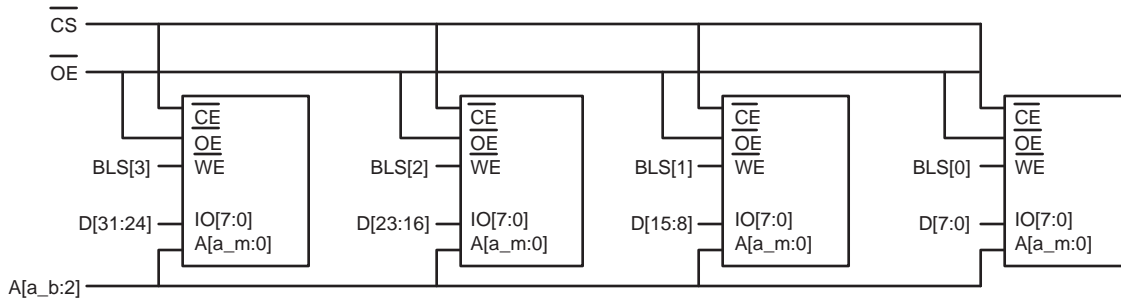 CS
OE
CE
OE
WE
BLS[3]
D[31:24]
IO[7:0]
A[a_m:0]
CE
OE
WE
BLS[2]
D[23:16]
IO[7:0]
A[a_m:0]
CE
OE
WE
BLS[1]
D[15:8]
IO[7:0]
A[a_m:0]
CE
OE
WE
BLS[0]
D[7:0]
IO[7:0]
A[a_m:0]
A[a_b:2]